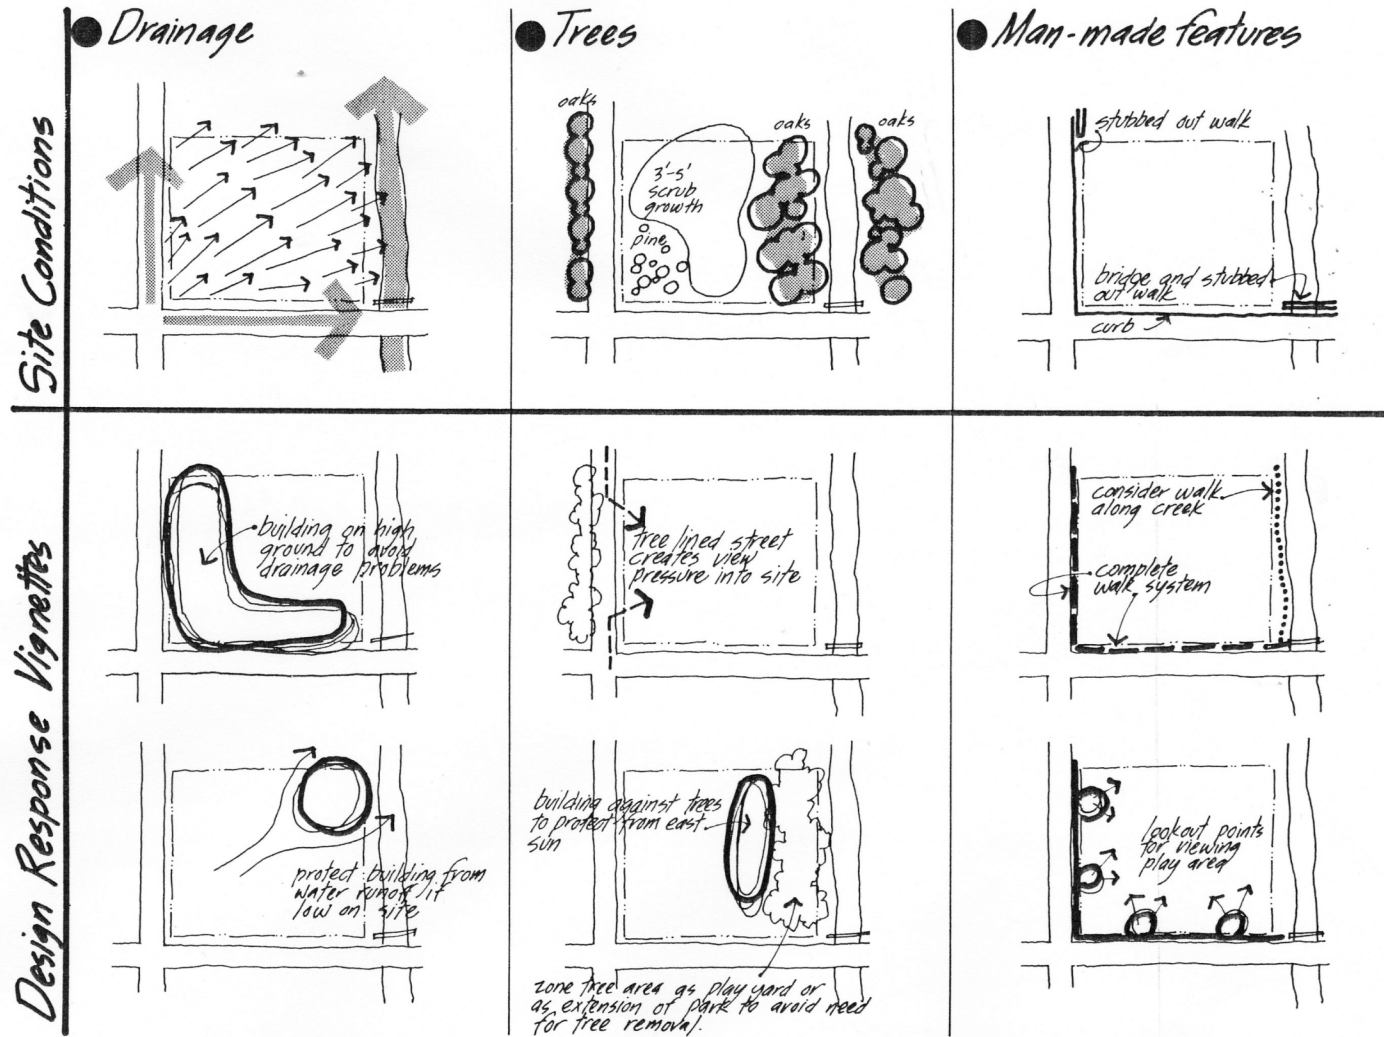 Drainage
Trees
Man-made features
Site Conditions
oaks
oaks
oaks
3'-5'
scrub
growth
pine
stubbed out walk
bridge and stubbed
out walk
curb
Design Response Vignettes
building on high
ground to avoid
drainage problems
tree lined street
creates view
pressure into site
consider walk
along creek
complete
walk system
protect building from
water runoff if
low on site
building against trees
to protect from east
sun
zone tree area as play yard or
as extension of park to avoid need
for tree removal.
lookout points
for viewing
play area